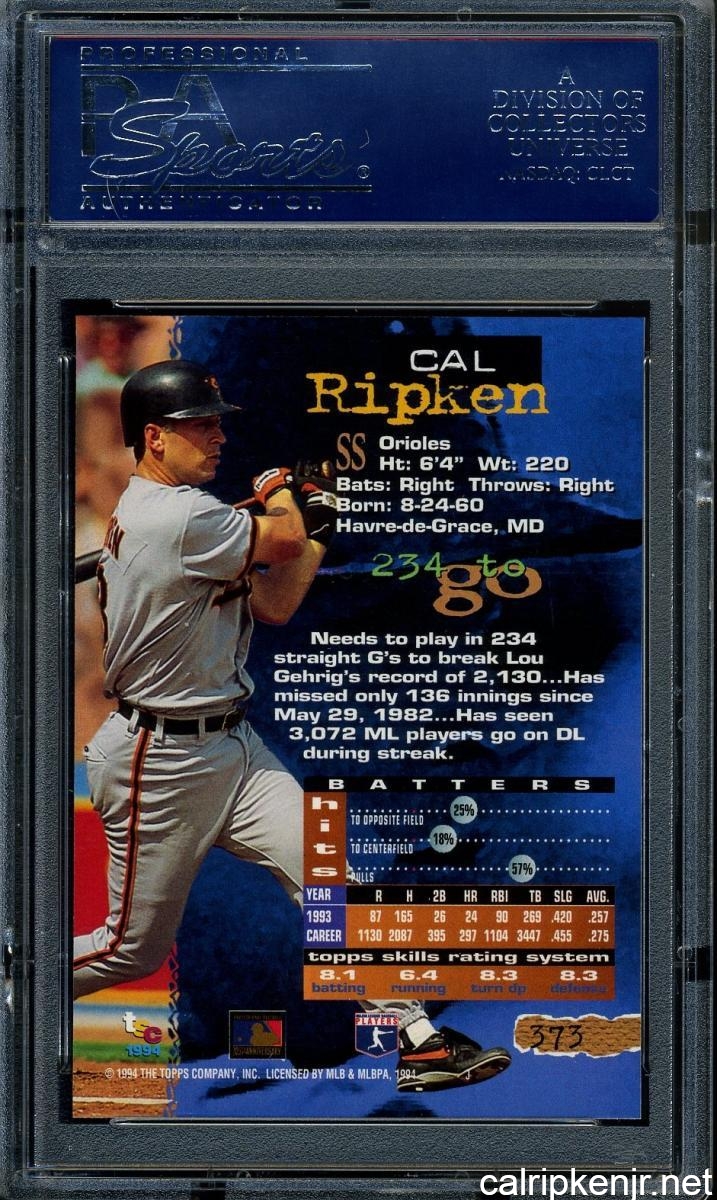 PROFESSIONAL
PSA
Sports®
AUTHENTICATOR
A
DIVISION OF
COLLECTORS
UNIVERSE
NASDAQ: CLCT
CAL
Ripken
SS Orioles
Ht: 6'4" Wt: 220
Bats: Right Throws: Right
Born: 8-24-60
Havre-de-Grace, MD
234 to
go
Needs to play in 234
straight G's to break Lou
Gehrig's record of 2,130...Has
missed only 136 innings since
May 29, 1982...Has seen
3,072 ML players go on DL
during streak.
BATTERS
hits
TO OPPOSITE FIELD 25%
TO CENTERFIELD 18%
PULLS 57%
YEAR R H 2B HR RBI TB SLG AVG.
1993 87 165 26 24 90 269 .420 .257
CAREER 1130 2087 395 297 1104 3447 .455 .275
topps skills rating system
8.1 6.4 8.3 8.3
batting running turn dp defense
tsc
1994
MAJOR LEAGUE BASEBALL
PLAYERS
373
© 1994 THE TOPPS COMPANY, INC. LICENSED BY MLB & MLBPA, 1994
calripkenjr.net